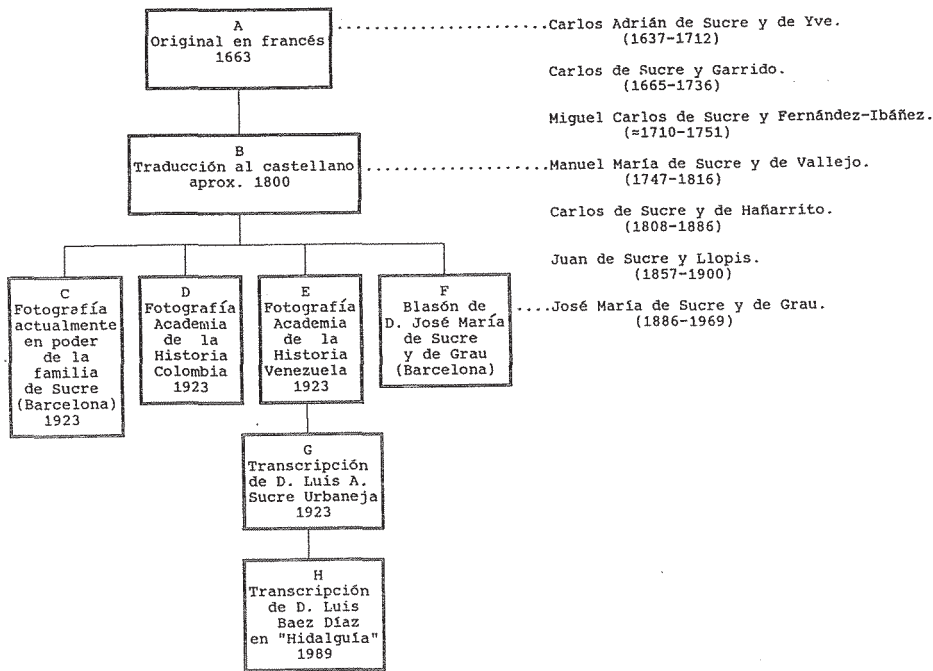 A
Original en francés
1663
Carlos Adrián de Sucre y de Yve.
(1637-1712)
Carlos de Sucre y Garrido.
(1665-1736)
Miguel Carlos de Sucre y Fernández-Ibáñez.
(≈1710-1751)
B
Traducción al castellano
aprox. 1800
Manuel María de Sucre y de Vallejo.
(1747-1816)
Carlos de Sucre y de Hañarrito.
(1808-1886)
Juan de Sucre y Llopis.
(1857-1900)
C
Fotografía
actualmente
en poder
de la
familia
de Sucre
(Barcelona)
1923
D
Fotografía
Academia
de la
Historia
Colombia
1923
E
Fotografía
Academia
de la
Historia
Venezuela
1923
F
Blasón de
D. José María
de Sucre
y de Grau
(Barcelona)
José María de Sucre y de Grau.
(1886-1969)
G
Transcripción
de D. Luis A.
Sucre Urbaneja
1923
H
Transcripción
de D. Luis
Baez Díaz
en "Hidalguía"
1989